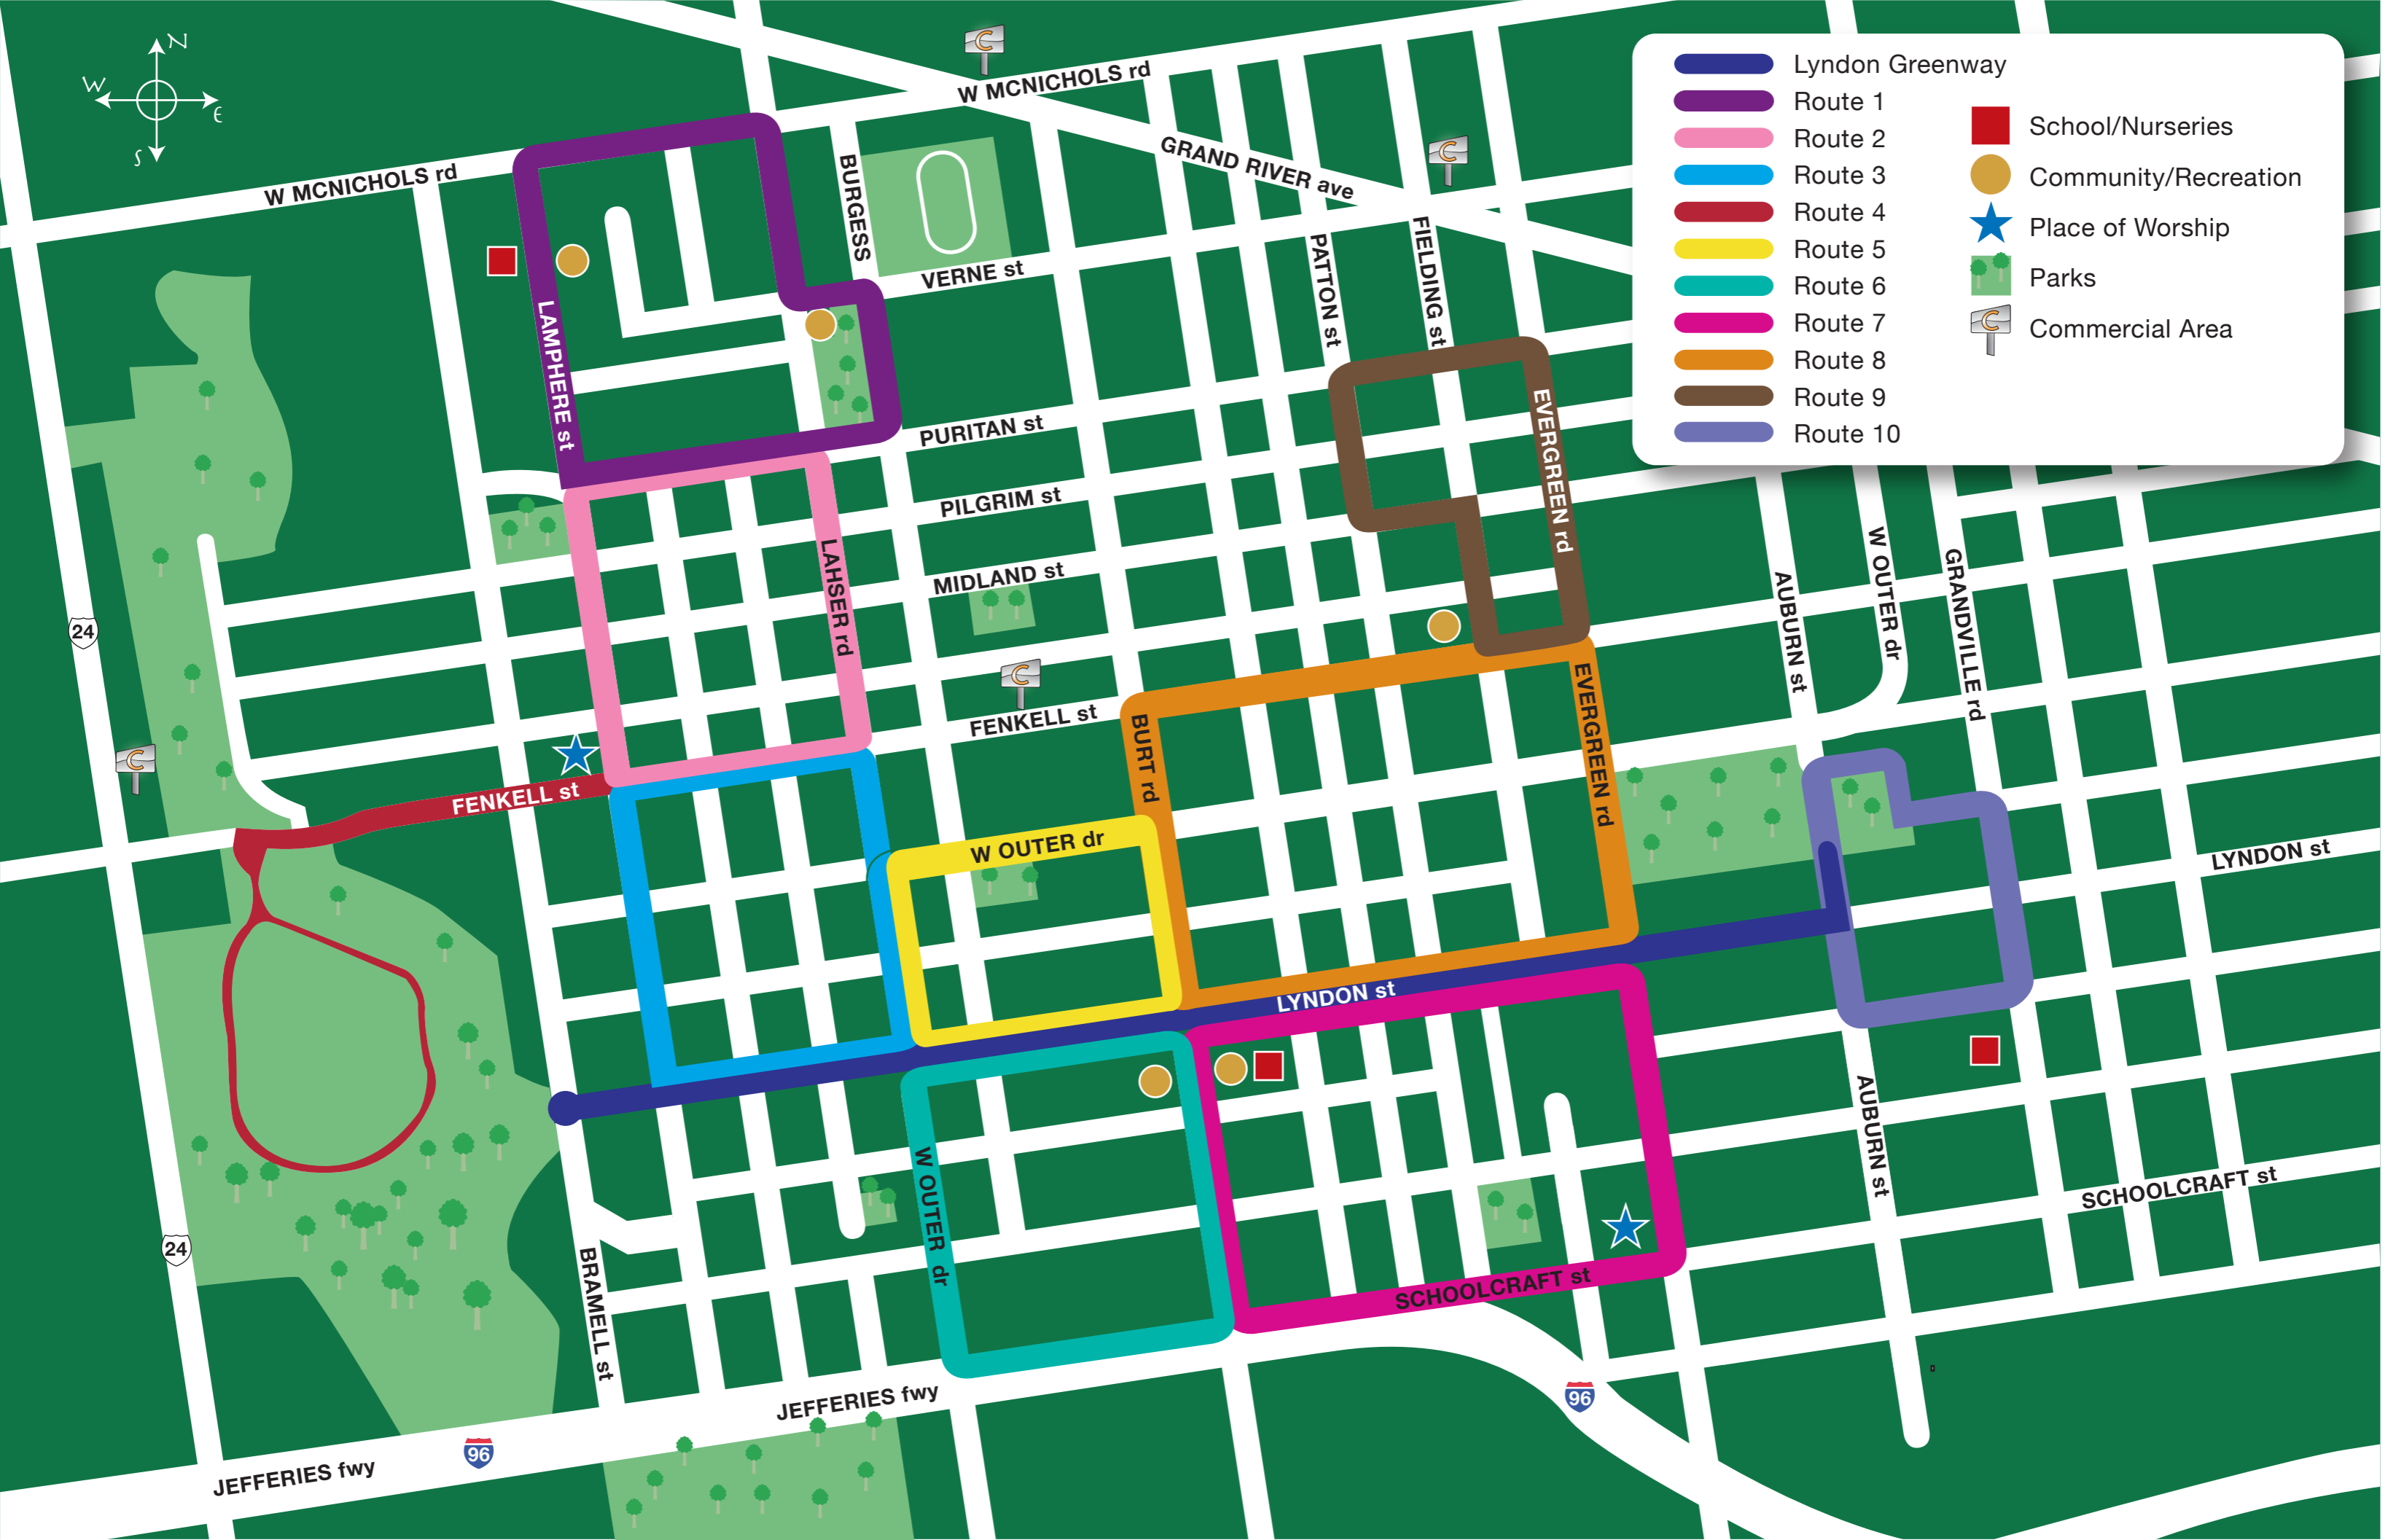 N
W
E
S
C
W MCNICHOLS rd
W MCNICHOLS rd
GRAND RIVER ave
C
BURGESS
VERNE st
PATTON st
FIELDING st
LAMPHERE st
PURITAN st
PILGRIM st
MIDLAND st
LAHSER rd
EVERGREEN rd
Lyndon Greenway
Route 1
Route 2
Route 3
Route 4
Route 5
Route 6
Route 7
Route 8
Route 9
Route 10
School/Nurseries
Community/Recreation
Place of Worship
Parks
C
Commercial Area
24
C
C
FENKELL st
FENKELL st
BURT rd
EVERGREEN rd
AUBURN st
W OUTER dr
GRANDVILLE rd
W OUTER dr
LYNDON st
LYNDON st
AUBURN st
SCHOOLCRAFT st
SCHOOLCRAFT st
W OUTER dr
24
BRAMELL st
JEFFERIES fwy
96
JEFFERIES fwy
96